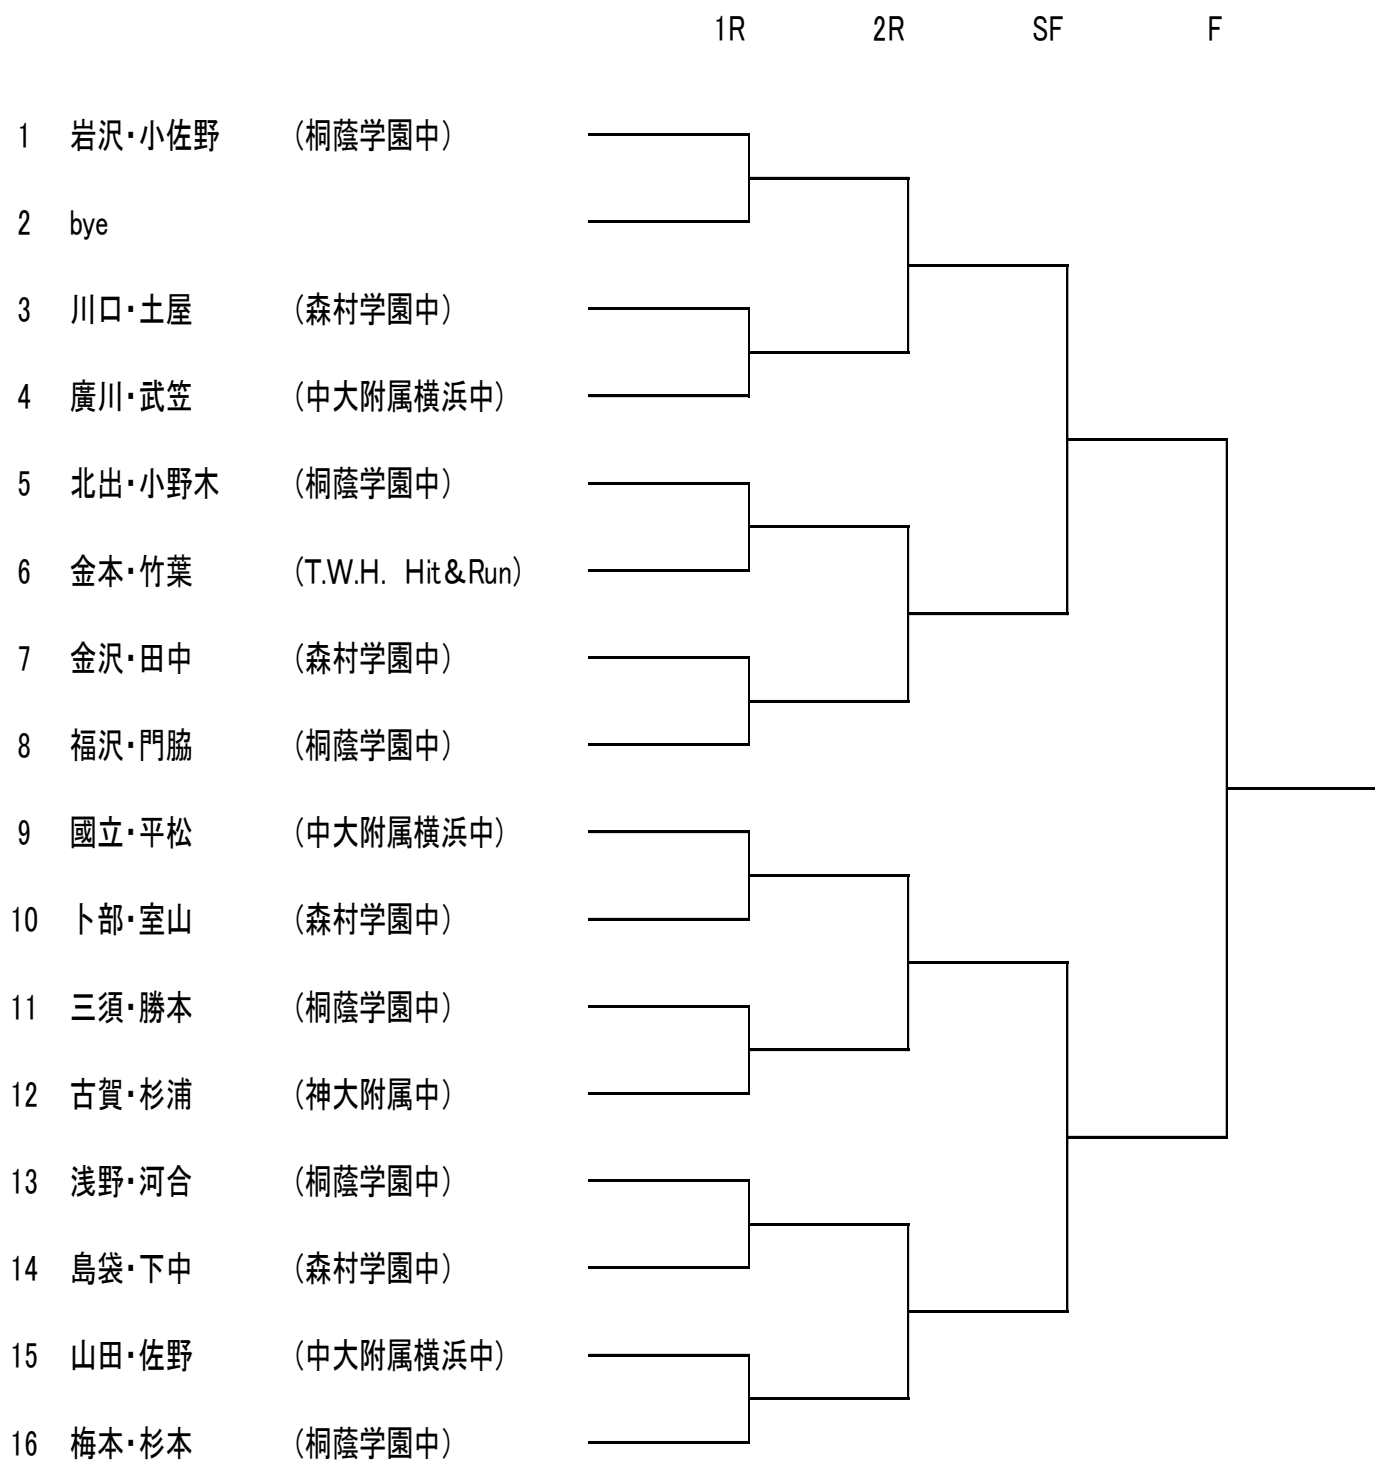 1R 2R SF F
1 岩沢・小佐野 (桐蔭学園中)
2 bye
3 川口・土屋 (森村学園中)
4 廣川・武笠 (中大附属横浜中)
5 北出・小野木 (桐蔭学園中)
6 金本・竹葉 (T.W.H. Hit&Run)
7 金沢・田中 (森村学園中)
8 福沢・門脇 (桐蔭学園中)
9 國立・平松 (中大附属横浜中)
10 卜部・室山 (森村学園中)
11 三須・勝本 (桐蔭学園中)
12 古賀・杉浦 (神大附属中)
13 浅野・河合 (桐蔭学園中)
14 島袋・下中 (森村学園中)
15 山田・佐野 (中大附属横浜中)
16 梅本・杉本 (桐蔭学園中)